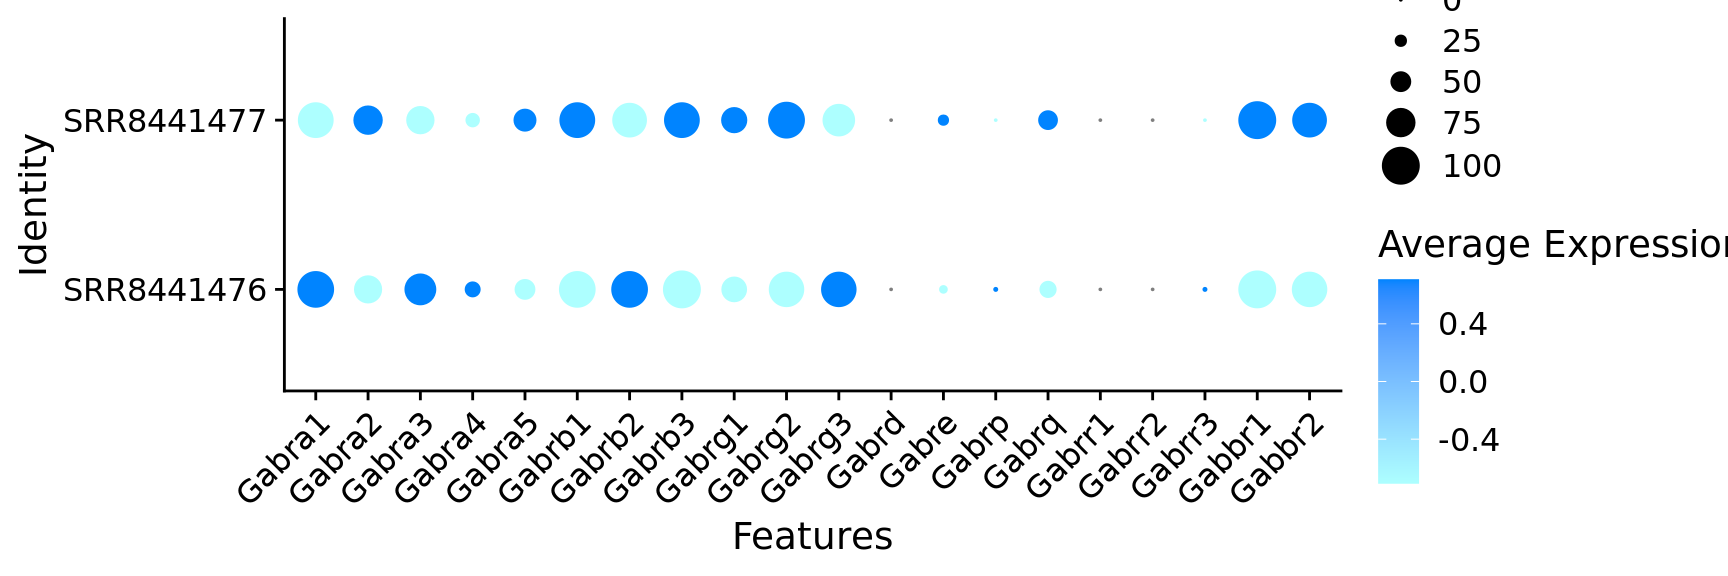 Identity
SRR8441477
SRR8441476
Gabra1
Gabra2
Gabra3
Gabra4
Gabra5
Gabrb1
Gabrb2
Gabrb3
Gabrg1
Gabrg2
Gabrg3
Gabrd
Gabre
Gabrp
Gabrq
Gabrr1
Gabrr2
Gabrr3
Gabbr1
Gabbr2
Features
0
25
50
75
100
Average Expression
0.4
0.0
-0.4